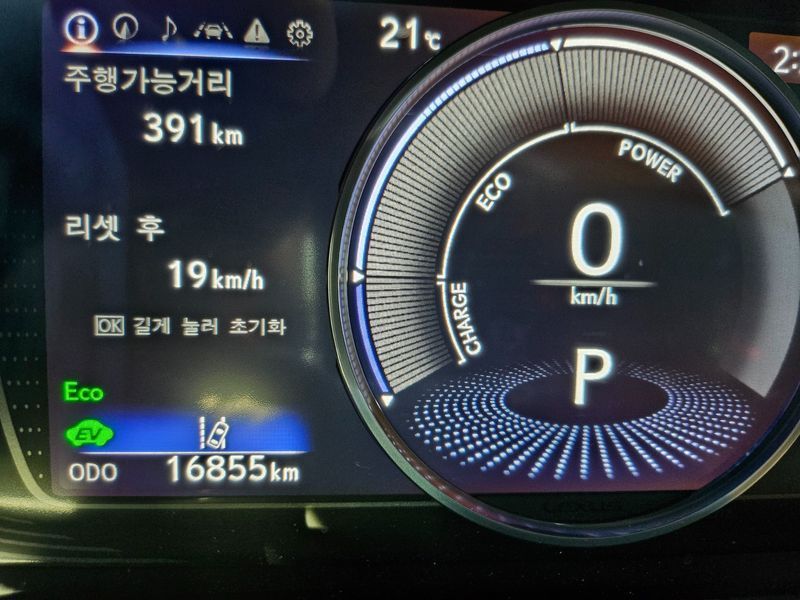 21℃
주행가능거리
391km
리셋 후
19km/h
OK 길게 눌러 초기화
Eco
EV
ODO 16855km
POWER
ECO
CHARGE
0
km/h
P
LEXUS